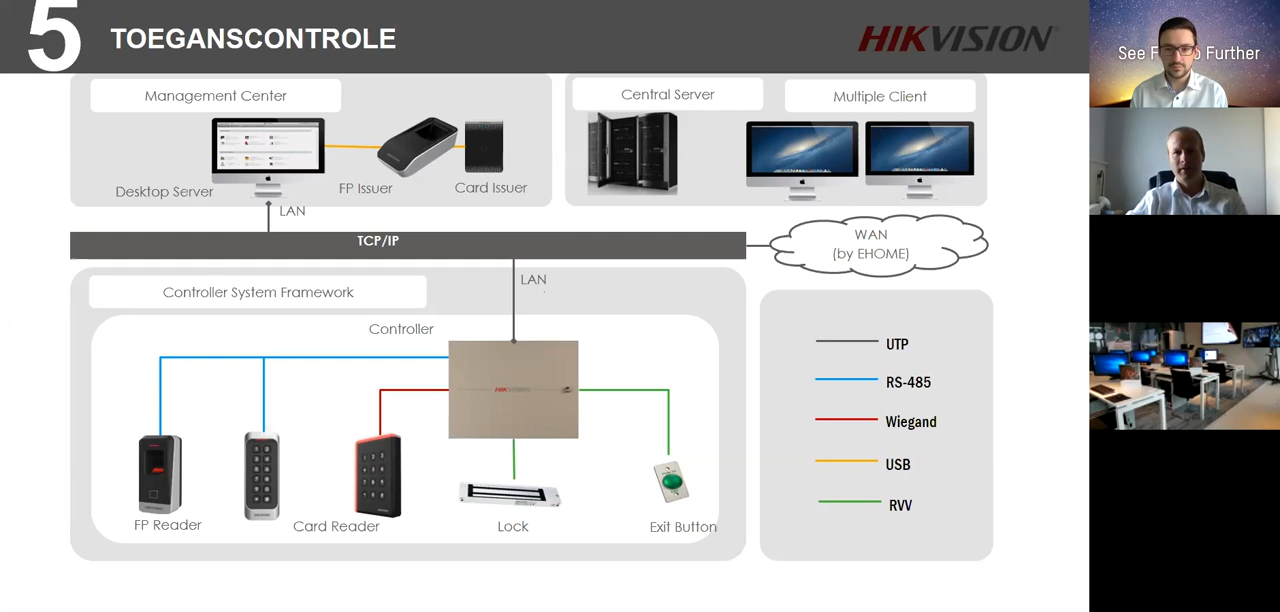 5 TOEGANSCONTROLE
HIKVISION
See F Further
Management Center
Central Server
Multiple Client
Desktop Server
FP Issuer
Card Issuer
LAN
TCP/IP
WAN
(by EHOME)
LAN
Controller System Framework
Controller
HIKVISION
UTP
RS-485
Wiegand
USB
RVV
FP Reader
Card Reader
Lock
Exit Button